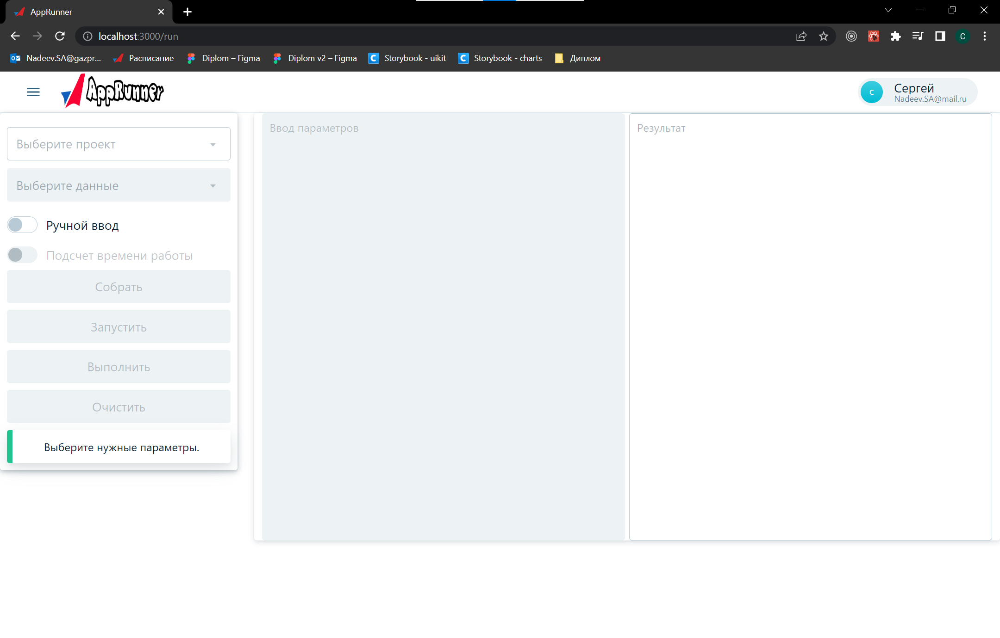 AppRunner
localhost:3000/run
Nadeev.SA@gazpr... Расписание Diplom – Figma Diplom v2 – Figma Storybook - uikit Storybook - charts Диплом
AppRunner
С
Сергей
Nadeev.SA@mail.ru
Выберите проект
Выберите данные
Ручной ввод
Подсчет времени работы
Собрать
Запустить
Выполнить
Очистить
Выберите нужные параметры.
Ввод параметров
Результат